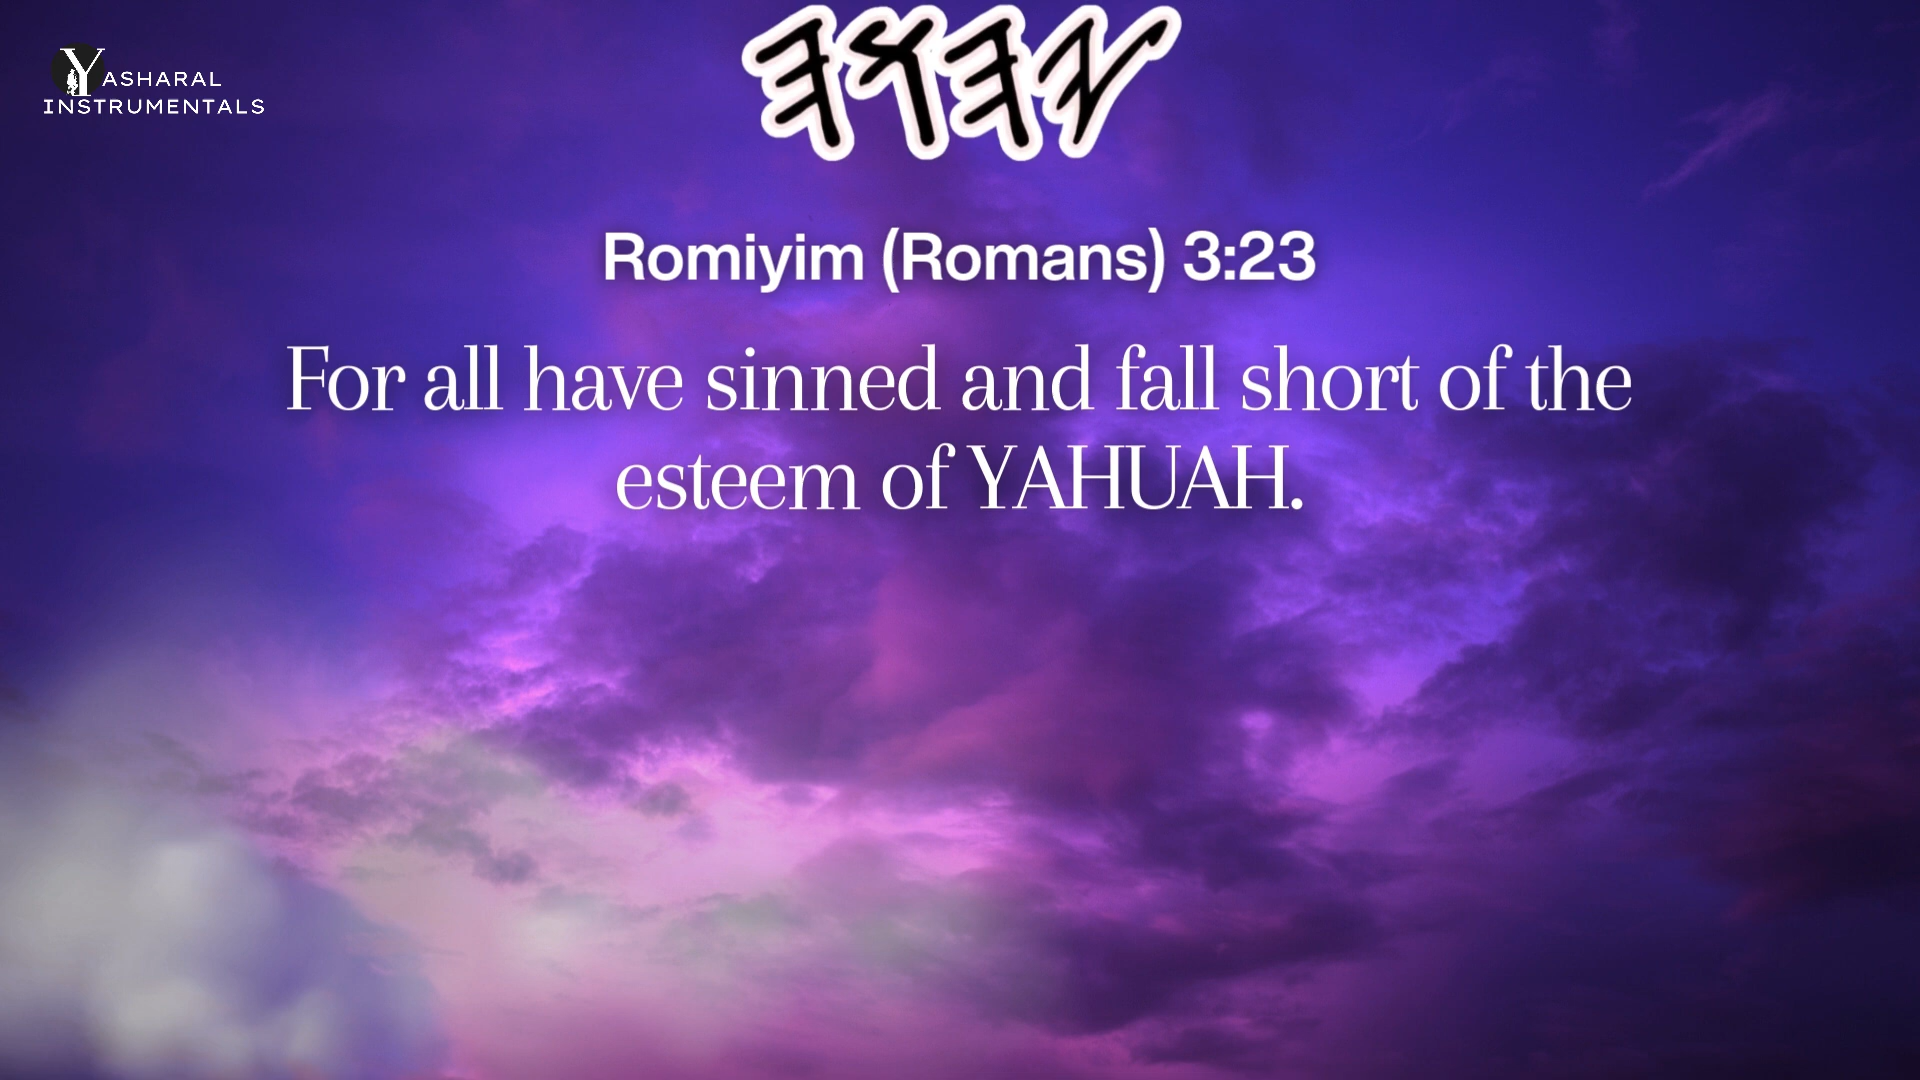 YASHARAL
INSTRUMENTALS
𐤉𐤄𐤅𐤄
Romiyim (Romans) 3:23
For all have sinned and fall short of the
esteem of YAHUAH.